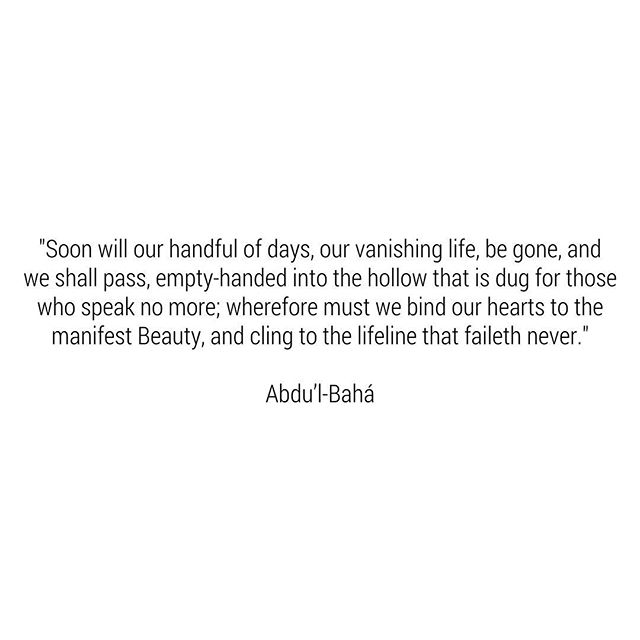 "Soon will our handful of days, our vanishing life, be gone, and
we shall pass, empty-handed into the hollow that is dug for those
who speak no more; wherefore must we bind our hearts to the
manifest Beauty, and cling to the lifeline that faileth never."
Abdu’l-Bahá